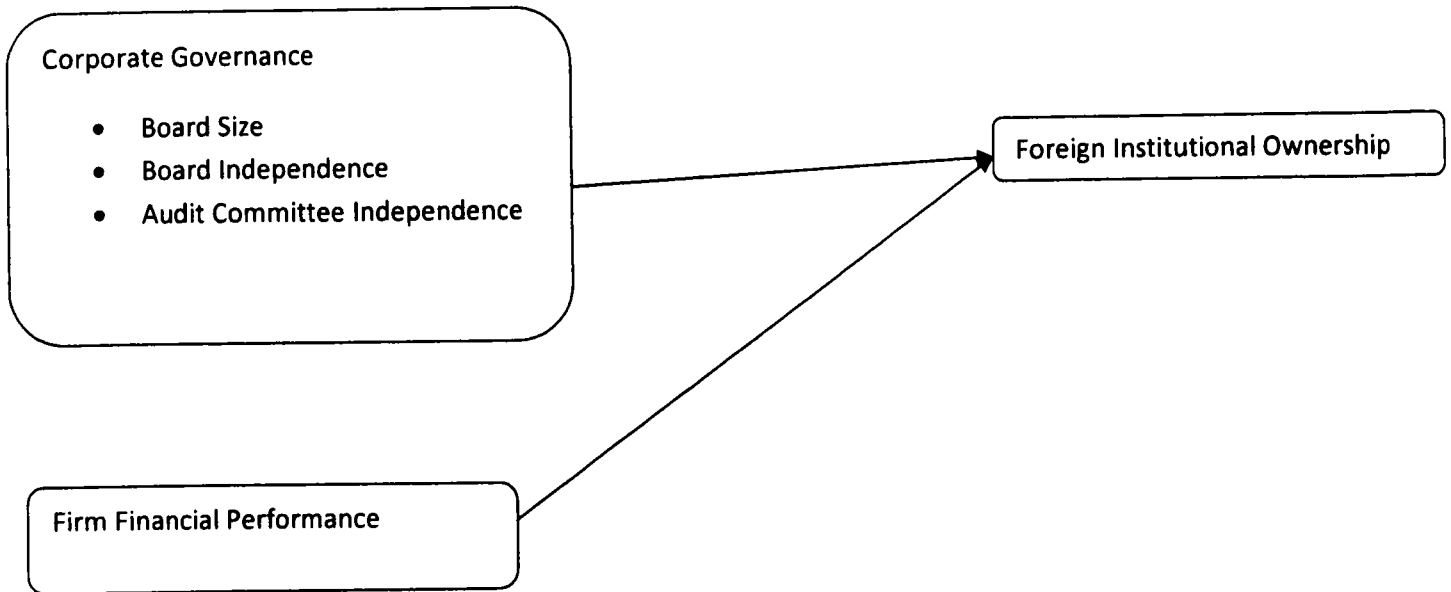 Corporate Governance
• Board Size
• Board Independence
• Audit Committee Independence
Foreign Institutional Ownership
Firm Financial Performance